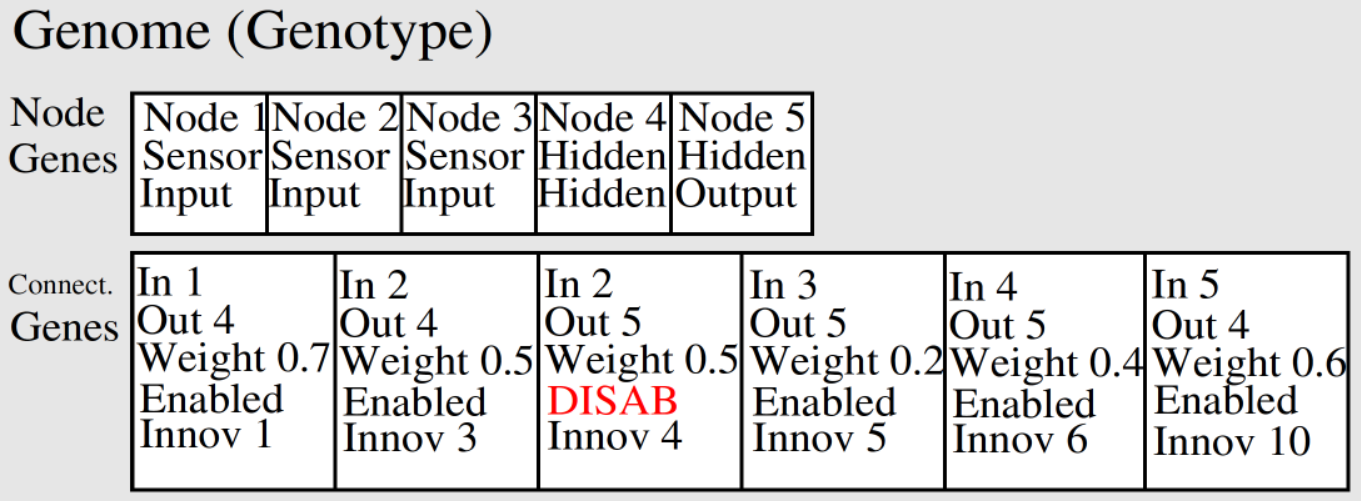 Genome (Genotype)
Node
Genes
Node 1
Sensor
Input
Node 2
Sensor
Input
Node 3
Sensor
Input
Node 4
Hidden
Hidden
Node 5
Hidden
Output
Connect.
Genes
In 1
Out 4
Weight 0.7
Enabled
Innov 1
In 2
Out 4
Weight 0.5
Enabled
Innov 3
In 2
Out 5
Weight 0.5
DISAB
Innov 4
In 3
Out 5
Weight 0.2
Enabled
Innov 5
In 4
Out 5
Weight 0.4
Enabled
Innov 6
In 5
Out 4
Weight 0.6
Enabled
Innov 10